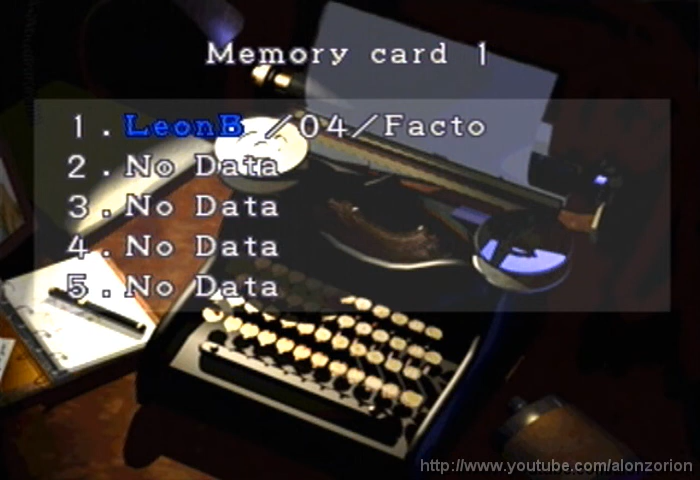 Memory card 1
1. LeonB /04/Facto
2. No Data
3. No Data
4. No Data
5. No Data
http://www.youtube.com/alonzorion